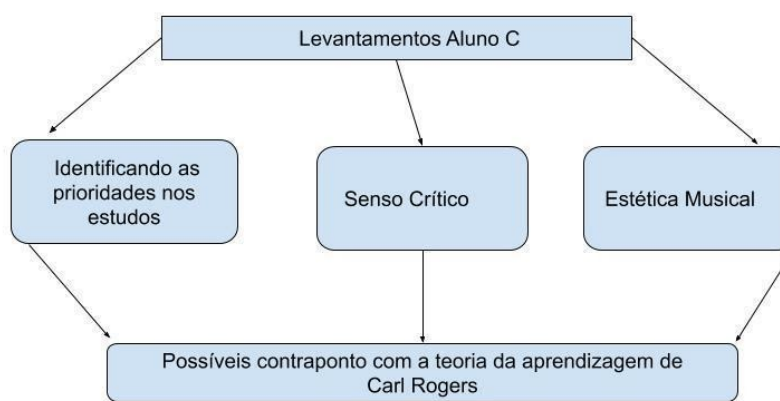 Levantamentos Aluno C
Identificando as
prioridades nos
estudos
Senso Crítico
Estética Musical
Possíveis contraponto com a teoria da aprendizagem de
Carl Rogers